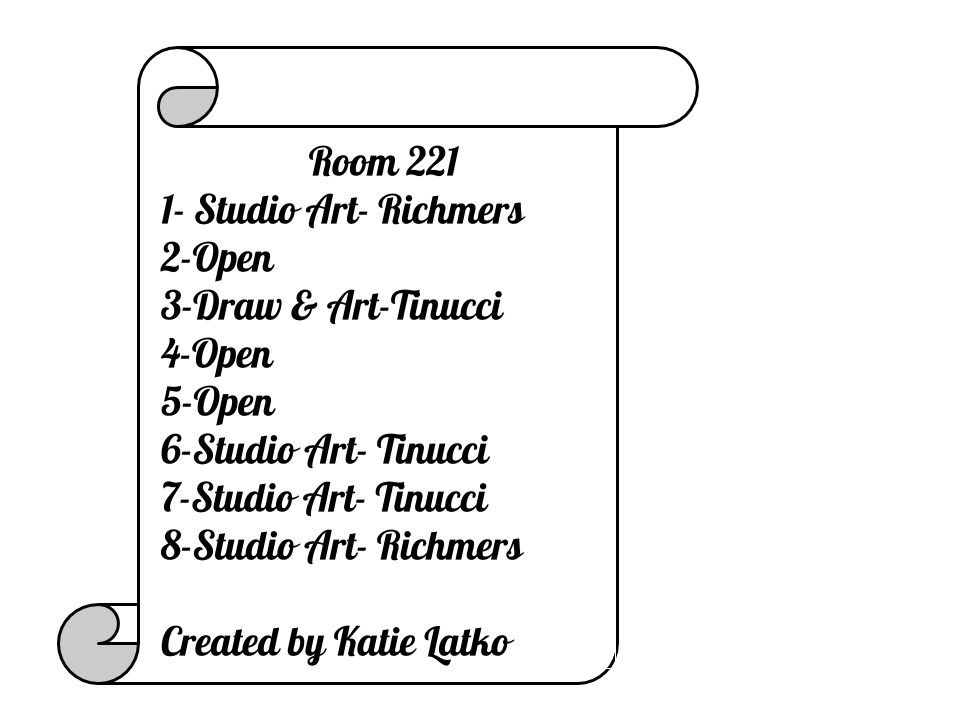 Room 221
1- Studio Art- Richmers
2-Open
3-Draw & Art-Tinucci
4-Open
5-Open
6-Studio Art- Tinucci
7-Studio Art- Tinucci
8-Studio Art- Richmers
Created by Katie Latko